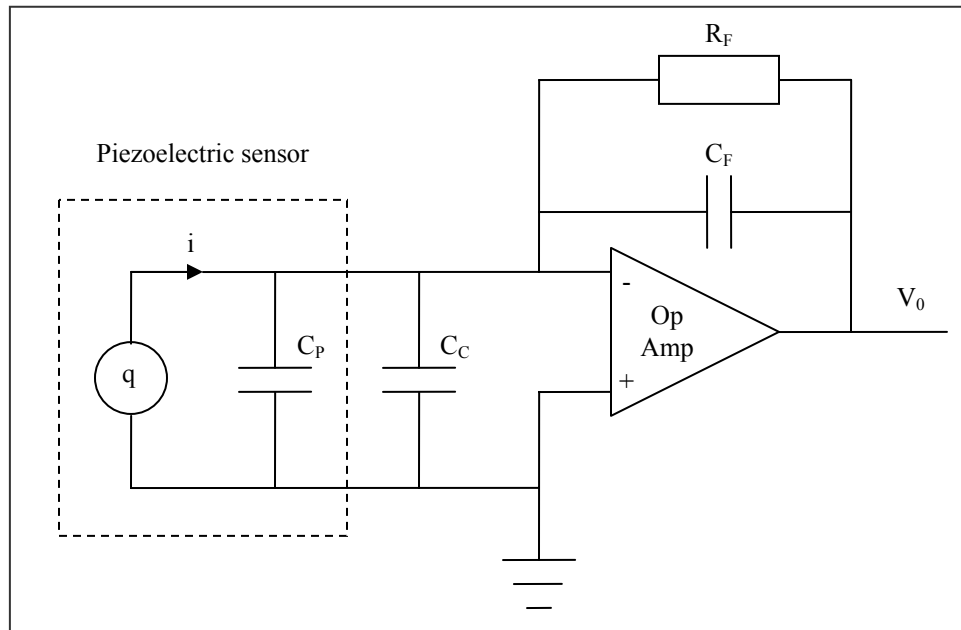 R_F
Piezoelectric sensor
C_F
i
-
V_0
Op
Amp
C_P
C_C
q
+